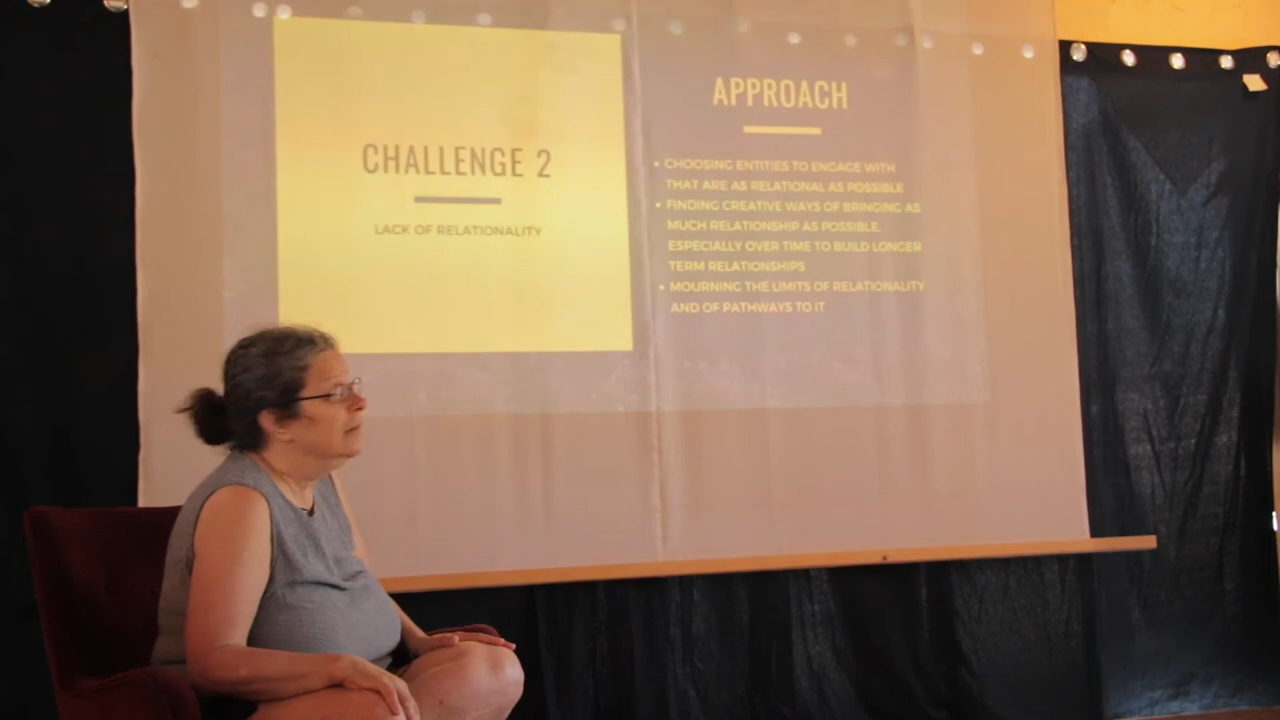 CHALLENGE 2
LACK OF RELATIONALITY
APPROACH
• CHOOSING ENTITIES TO ENGAGE WITH
THAT ARE AS RELATIONAL AS POSSIBLE
• FINDING CREATIVE WAYS OF BRINGING AS
MUCH RELATIONSHIP AS POSSIBLE,
ESPECIALLY OVER TIME TO BUILD LONGER
TERM RELATIONSHIPS
• MOURNING THE LIMITS OF RELATIONALITY
AND OF PATHWAYS TO IT